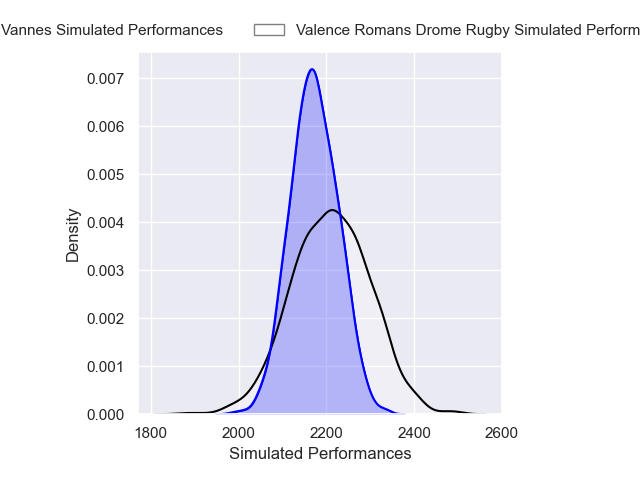 Vannes Simulated Performances
Valence Romans Drome Rugby Simulated Perform
0.007
0.006
0.005
0.004
0.003
0.002
0.001
0.000
Density
1800 2000 2200 2400 2600
Simulated Performances